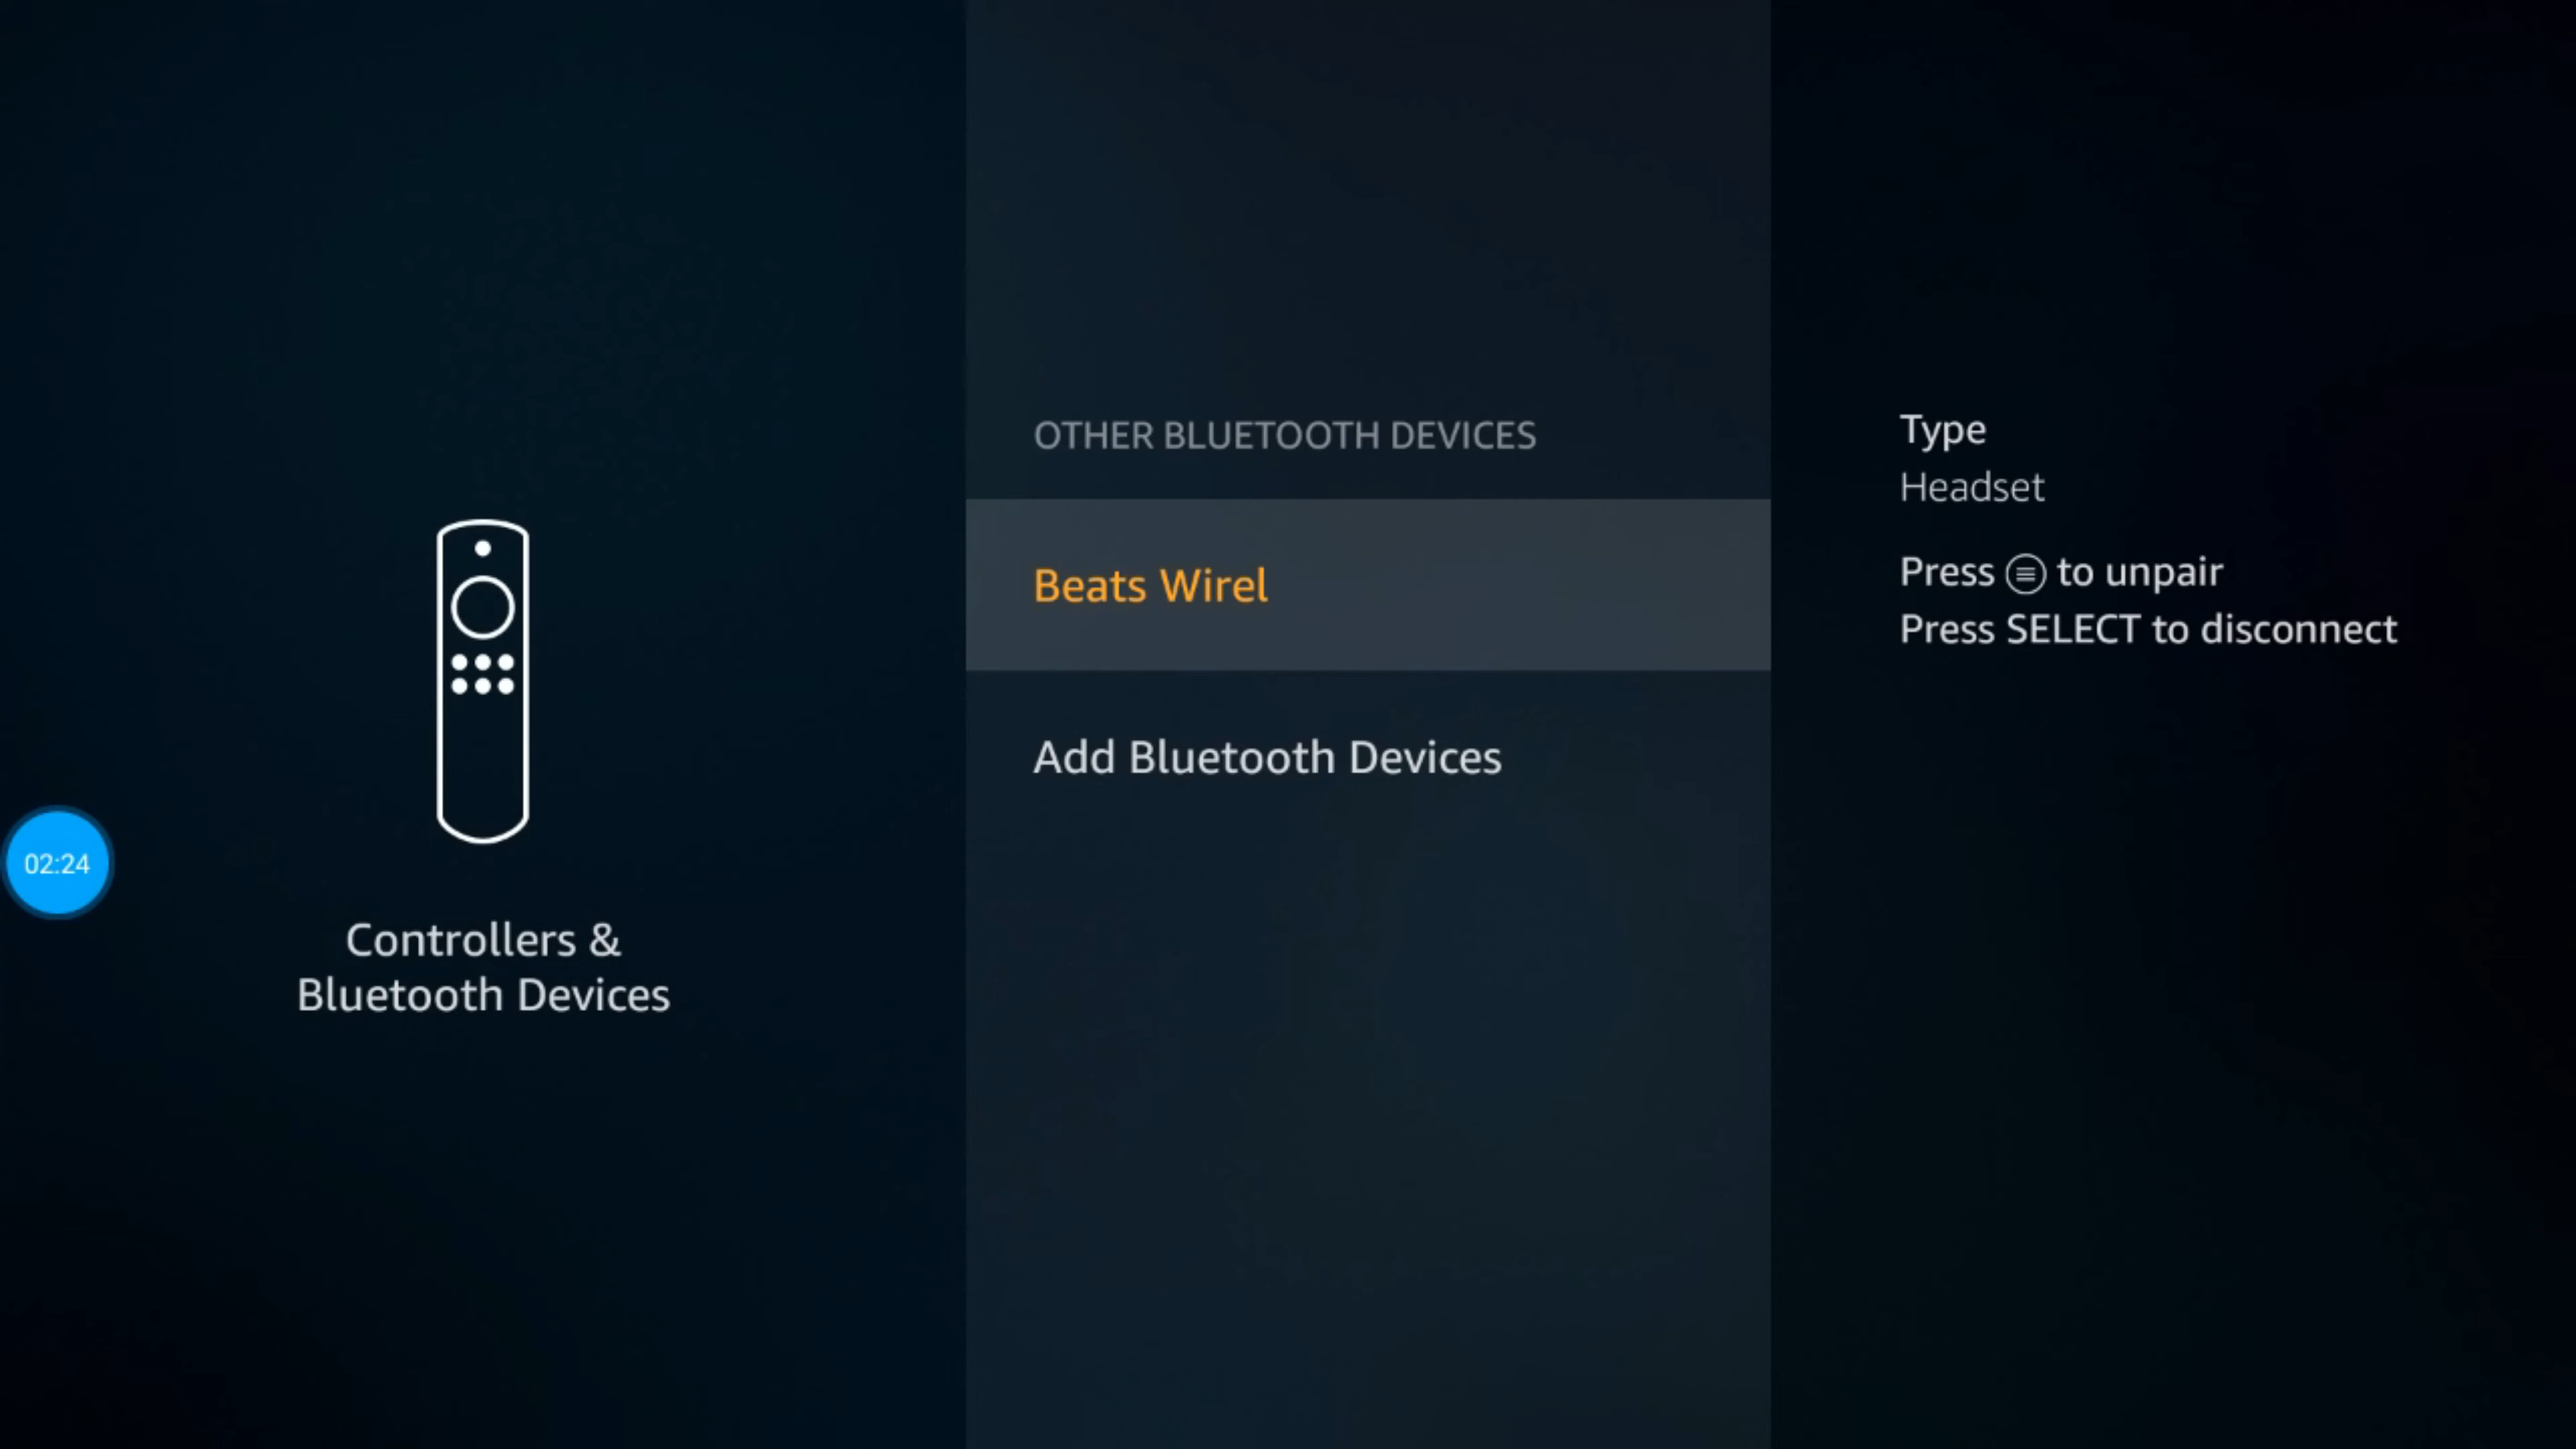 OTHER BLUETOOTH DEVICES
Beats Wirel
Add Bluetooth Devices
Type
Headset
Press to unpair
Press SELECT to disconnect
02:24
Controllers &
Bluetooth Devices